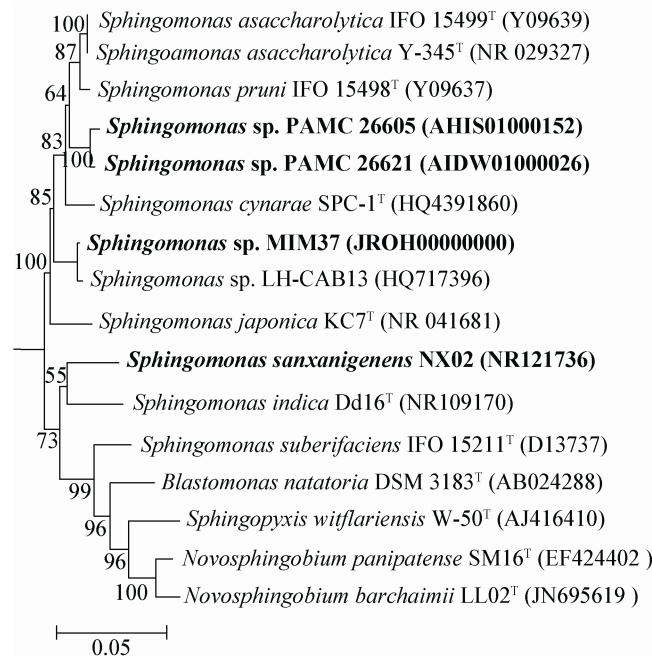 100 Sphingomonas asaccharolytica IFO 15499ᵀ (Y09639)
87 Sphingoamonas asaccharolytica Y-345ᵀ (NR 029327)
Sphingomonas pruni IFO 15498ᵀ (Y09637)
64
Sphingomonas sp. PAMC 26605 (AHIS01000152)
83
100 Sphingomonas sp. PAMC 26621 (AIDW01000026)
85
Sphingomonas cynarae SPC-1ᵀ (HQ4391860)
Sphingomonas sp. MIM37 (JROH00000000)
100
Sphingomonas sp. LH-CAB13 (HQ717396)
Sphingomonas japonica KC7ᵀ (NR 041681)
Sphingomonas sanxanigenens NX02 (NR121736)
55
Sphingomonas indica Dd16ᵀ (NR109170)
73
Sphingomonas suberifaciens IFO 15211ᵀ (D13737)
99
Blastomonas natatoria DSM 3183ᵀ (AB024288)
96
Sphingopyxis witflariensis W-50ᵀ (AJ416410)
96
Novosphingobium panipatense SM16ᵀ (EF424402 )
100
Novosphingobium barchaimii LL02ᵀ (JN695619 )
0.05